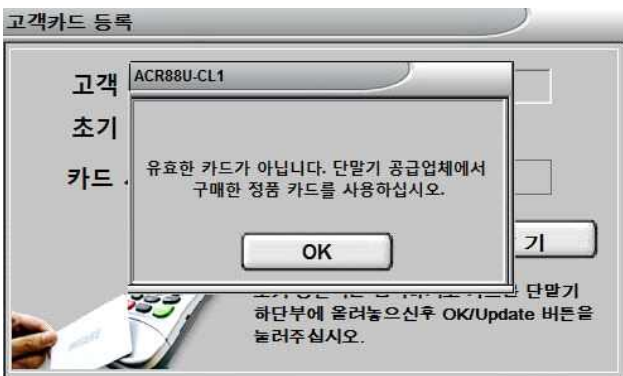 고객카드 등록
ACR88U-CL1
고객
초기
카드
유효한 카드가 아닙니다. 단말기 공급업체에서
구매한 정품 카드를 사용하십시오.
OK
기
단말기
하단부에 올려놓으신후 OK/Update 버튼을
눌러주십시오.